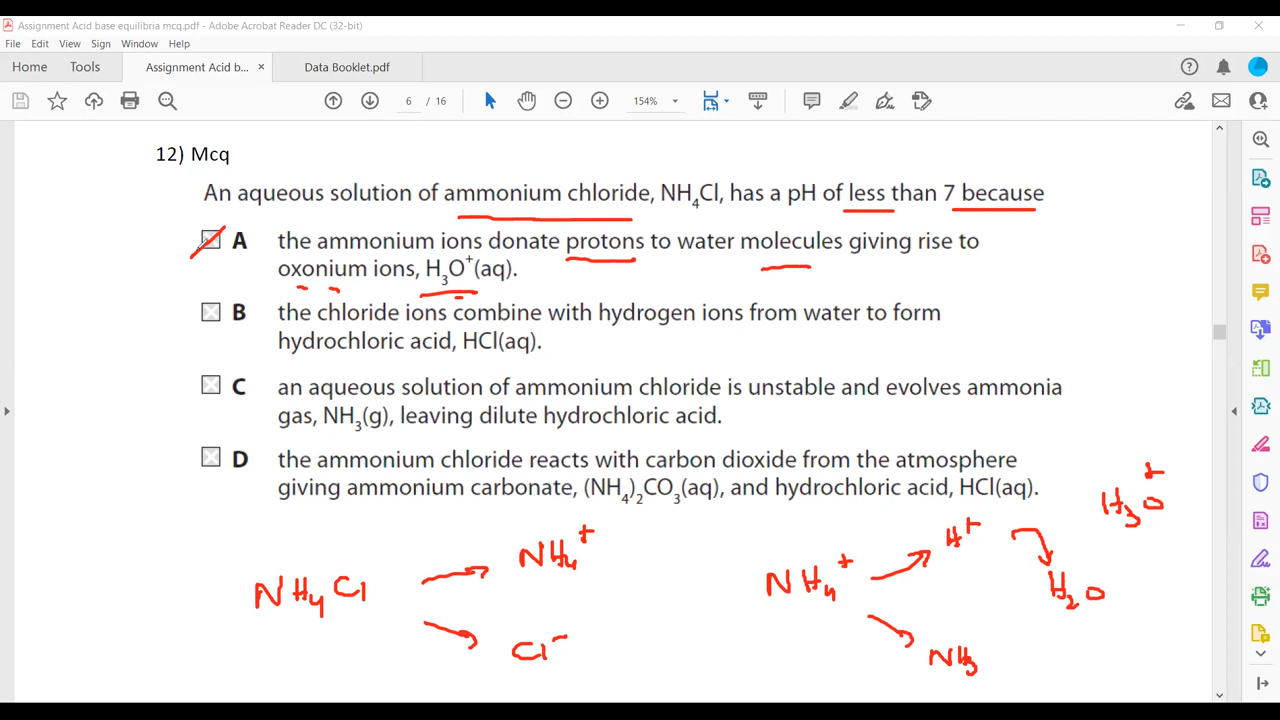 Assignment Acid base equilibria mcq.pdf - Adobe Acrobat Reader DC (32-bit)
File Edit View Sign Window Help
Home Tools Assignment Acid b... × Data Booklet.pdf
6 / 16 154%
12) Mcq
An aqueous solution of ammonium chloride, NH₄Cl, has a pH of less than 7 because
A the ammonium ions donate protons to water molecules giving rise to
oxonium ions, H₃O⁺(aq).
B the chloride ions combine with hydrogen ions from water to form
hydrochloric acid, HCl(aq).
C an aqueous solution of ammonium chloride is unstable and evolves ammonia
gas, NH₃(g), leaving dilute hydrochloric acid.
D the ammonium chloride reacts with carbon dioxide from the atmosphere
giving ammonium carbonate, (NH₄)₂CO₃(aq), and hydrochloric acid, HCl(aq).
NH₄Cl → NH₄⁺
→ Cl⁻
NH₄⁺ → H⁺ → H₂O
H₃O⁺
→ NH₃